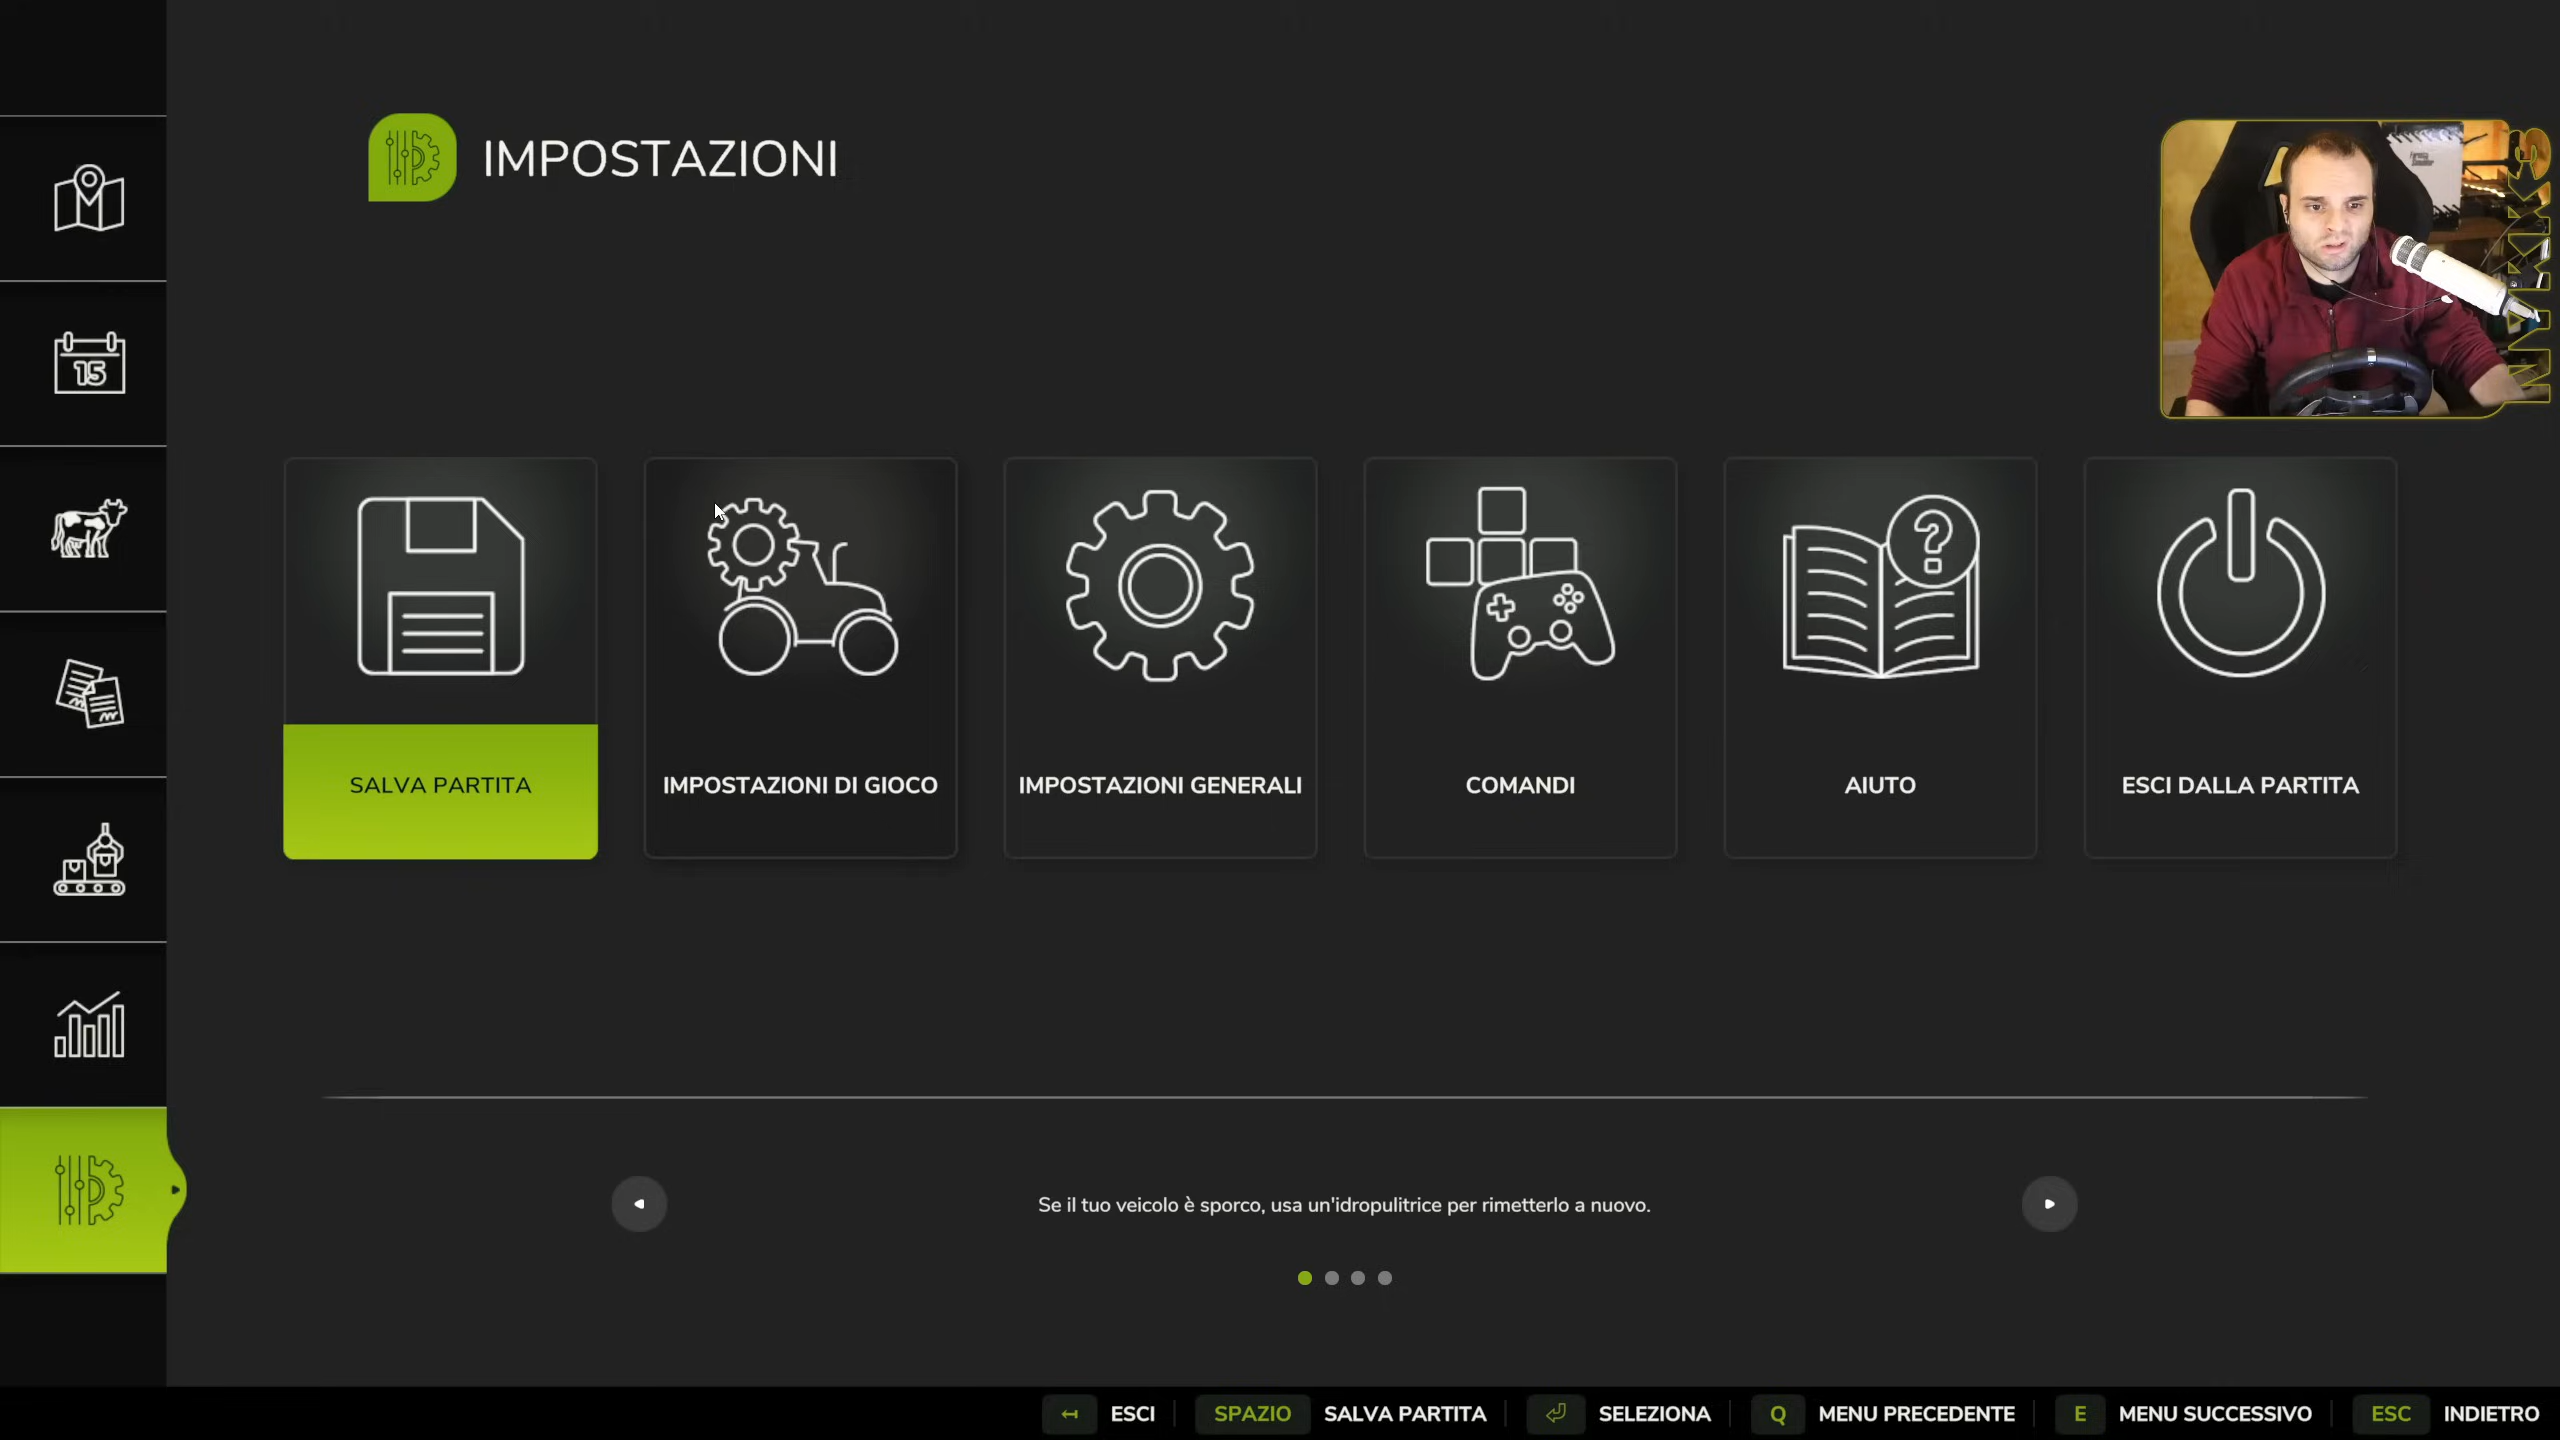 IMPOSTAZIONI
15
SALVA PARTITA
IMPOSTAZIONI DI GIOCO
IMPOSTAZIONI GENERALI
COMANDI
AIUTO
ESCI DALLA PARTITA
Se il tuo veicolo è sporco, usa un'idropulitrice per rimetterlo a nuovo.
ESCI
SPAZIO SALVA PARTITA
SELEZIONA
Q MENU PRECEDENTE
E MENU SUCCESSIVO
ESC INDIETRO